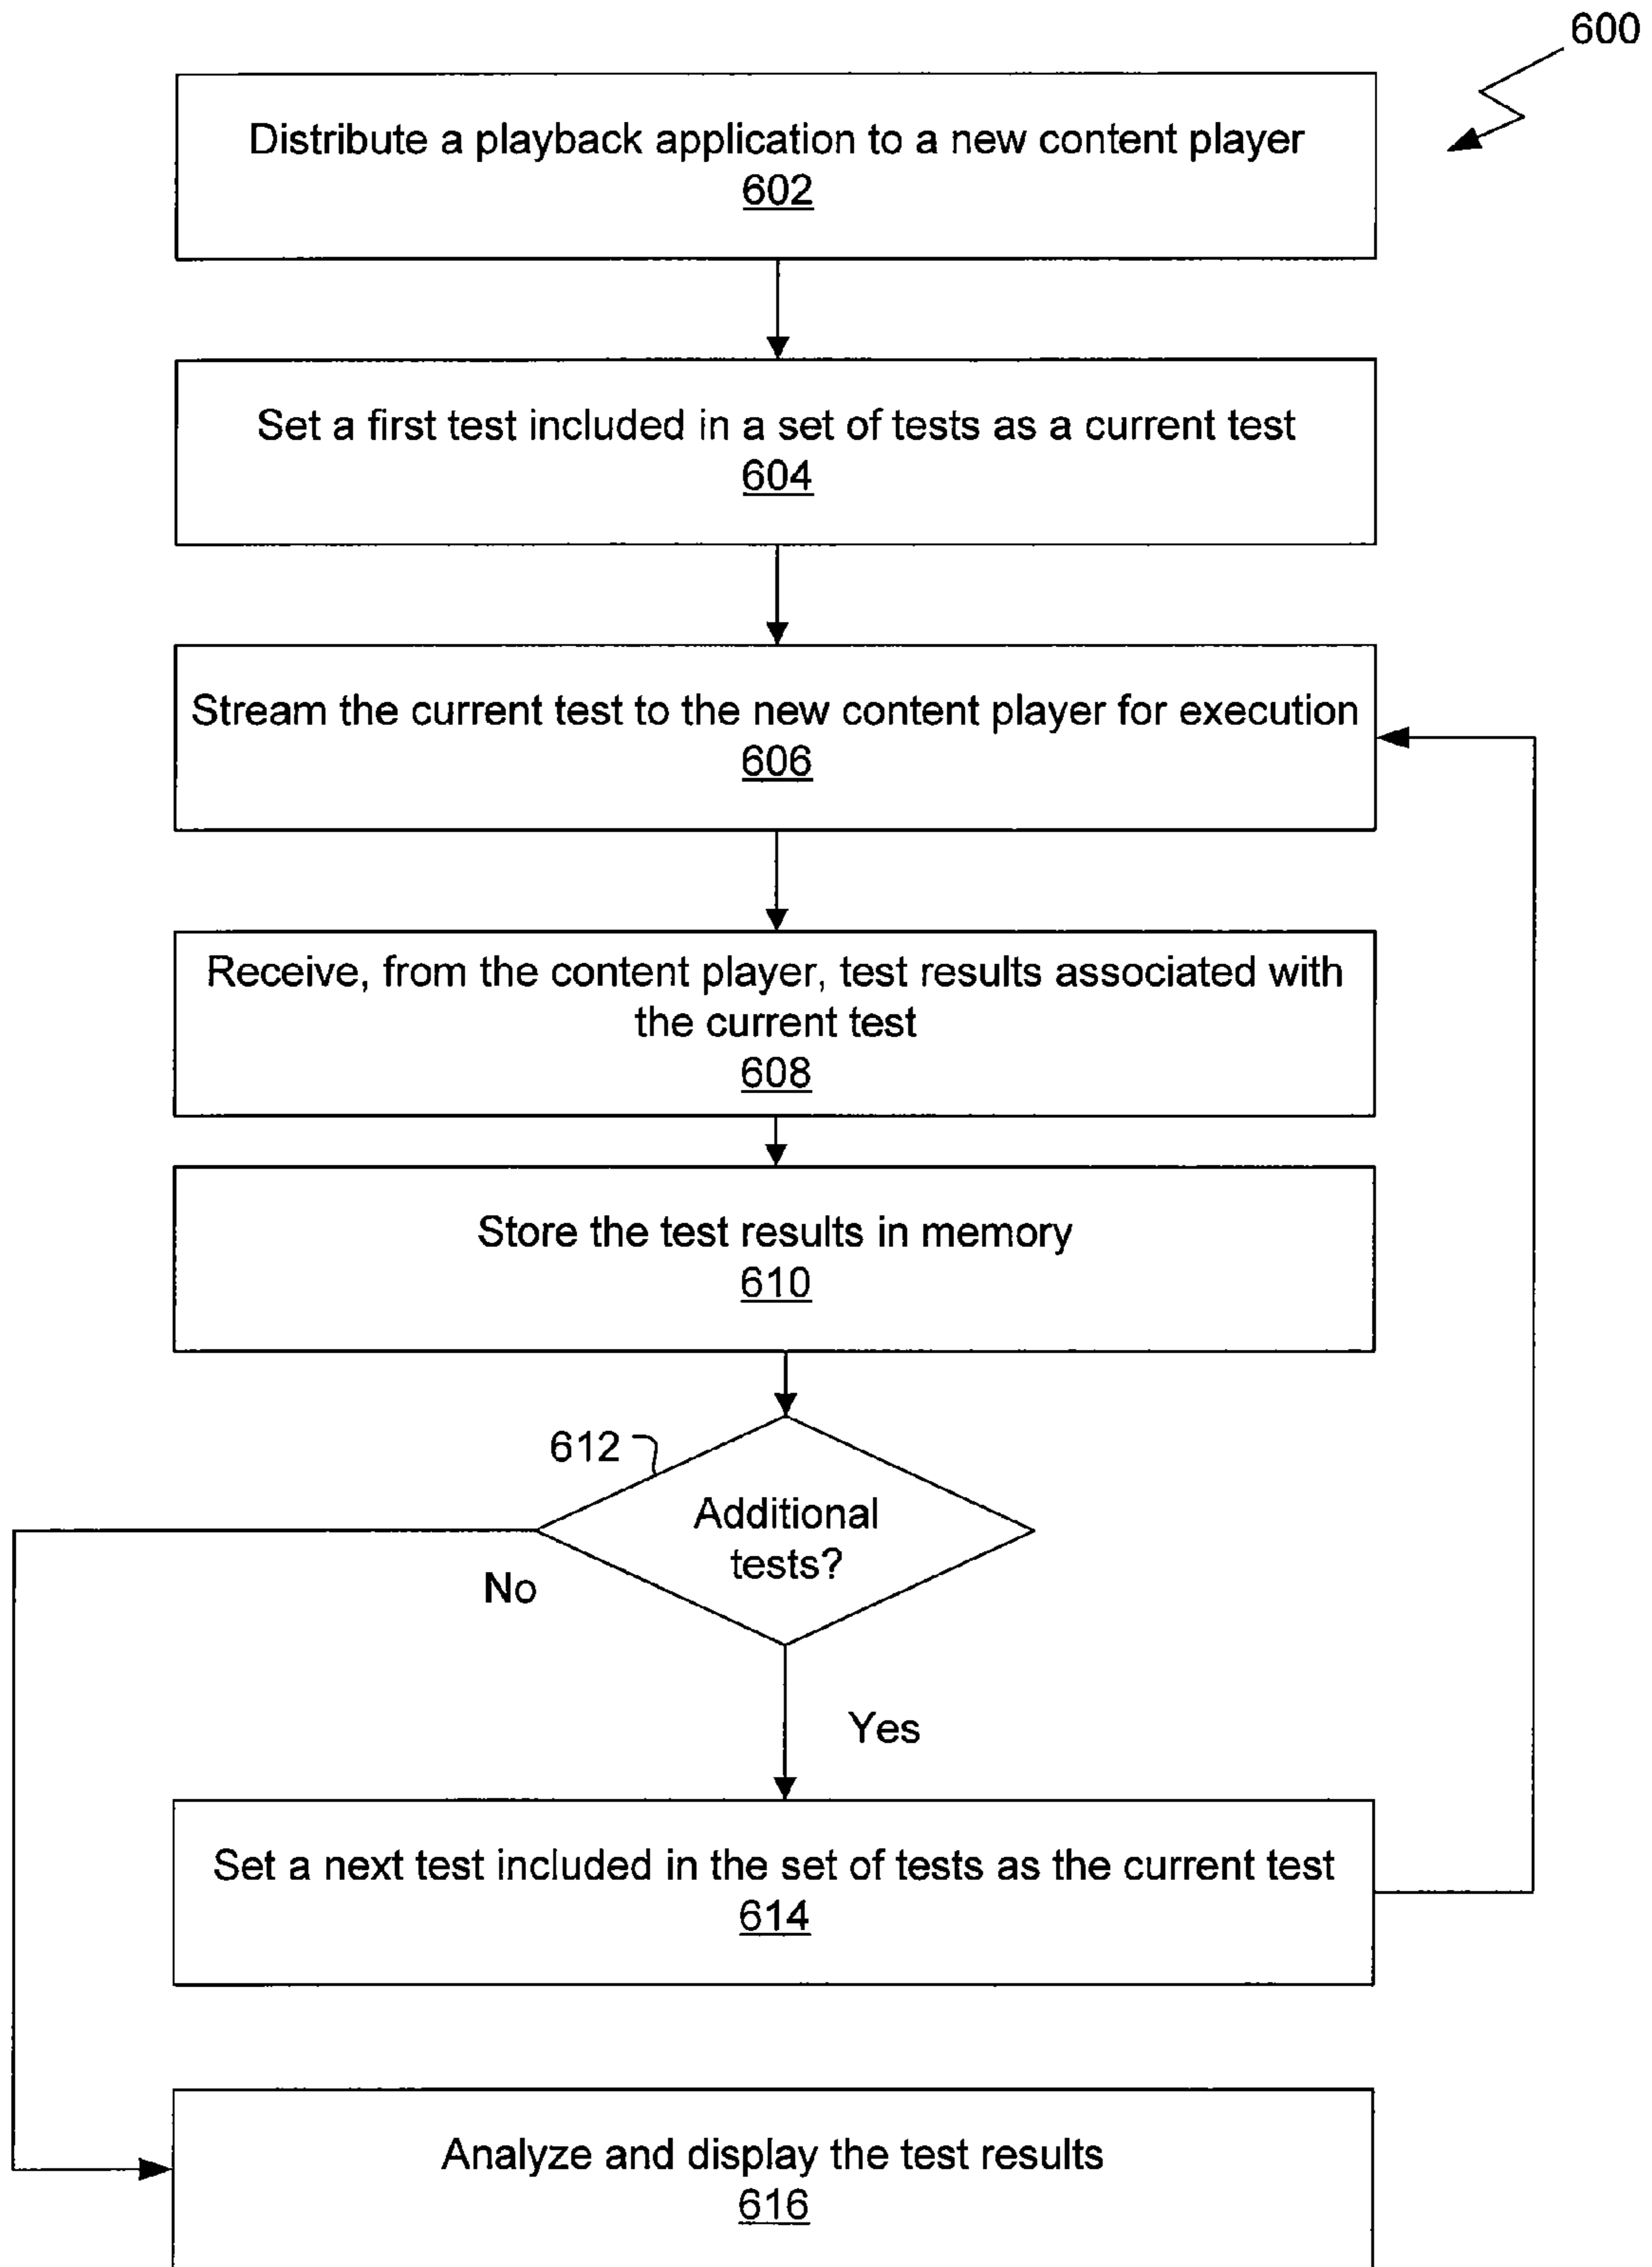 600
Distribute a playback application to a new content player
602
Set a first test included in a set of tests as a current test
604
Stream the current test to the new content player for execution
606
Receive, from the content player, test results associated with
the current test
608
Store the test results in memory
610
612
Additional
tests?
No
Yes
Set a next test included in the set of tests as the current test
614
Analyze and display the test results
616